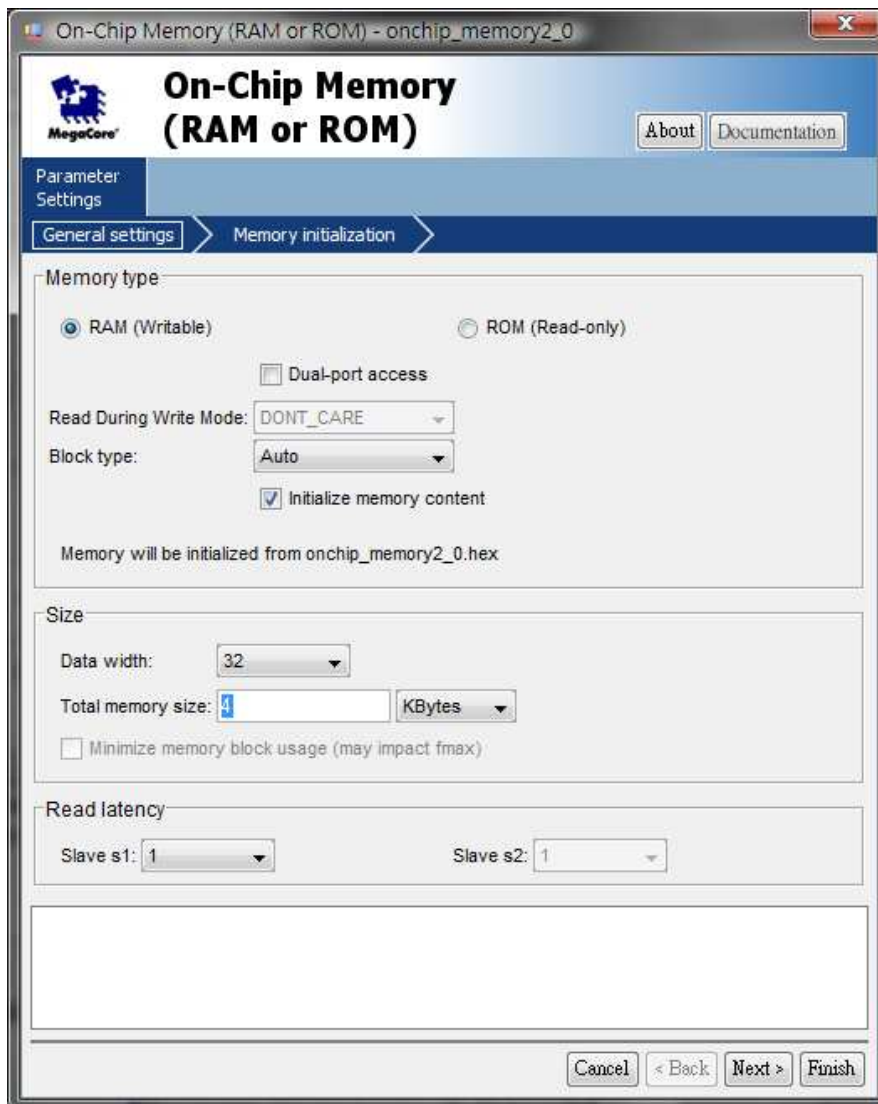 On-Chip Memory (RAM or ROM) - onchip_memory2_0
MegaCore®
On-Chip Memory
(RAM or ROM)
About
Documentation
Parameter
Settings
General settings
Memory initialization
Memory type
RAM (Writable)
ROM (Read-only)
Dual-port access
Read During Write Mode: DONT_CARE
Block type: Auto
Initialize memory content
Memory will be initialized from onchip_memory2_0.hex
Size
Data width: 32
Total memory size: 4 KBytes
Minimize memory block usage (may impact fmax)
Read latency
Slave s1: 1
Slave s2: 1
Cancel
< Back
Next >
Finish